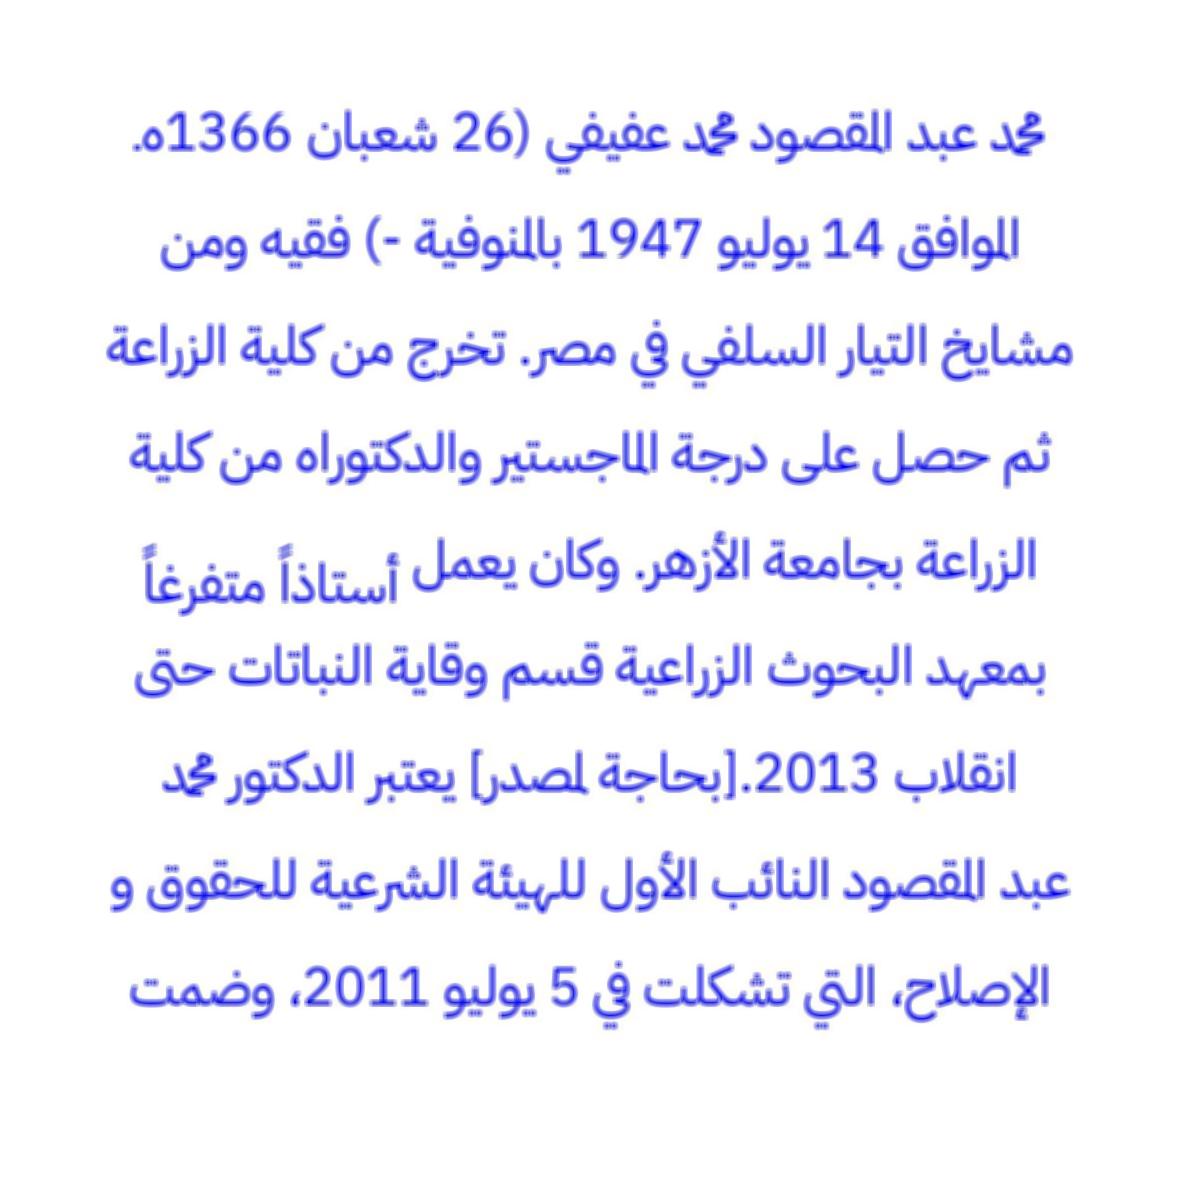 محمد عبد المقصود محمد عفيفي (26 شعبان 1366ه.
الموافق 14 يوليو 1947 بالمنوفية -) فقيه ومن
مشايخ التيار السلفي في مصر. تخرج من كلية الزراعة
ثم حصل على درجة الماجستير والدكتوراه من كلية
الزراعة بجامعة الأزهر. وكان يعمل أستاذاً متفرغاً
بمعهد البحوث الزراعية قسم وقاية النباتات حتى
انقلاب 2013.[بحاجة لمصدر] يعتبر الدكتور محمد
عبد المقصود النائب الأول للهيئة الشرعية للحقوق و
الإصلاح، التي تشكلت في 5 يوليو 2011، وضمت